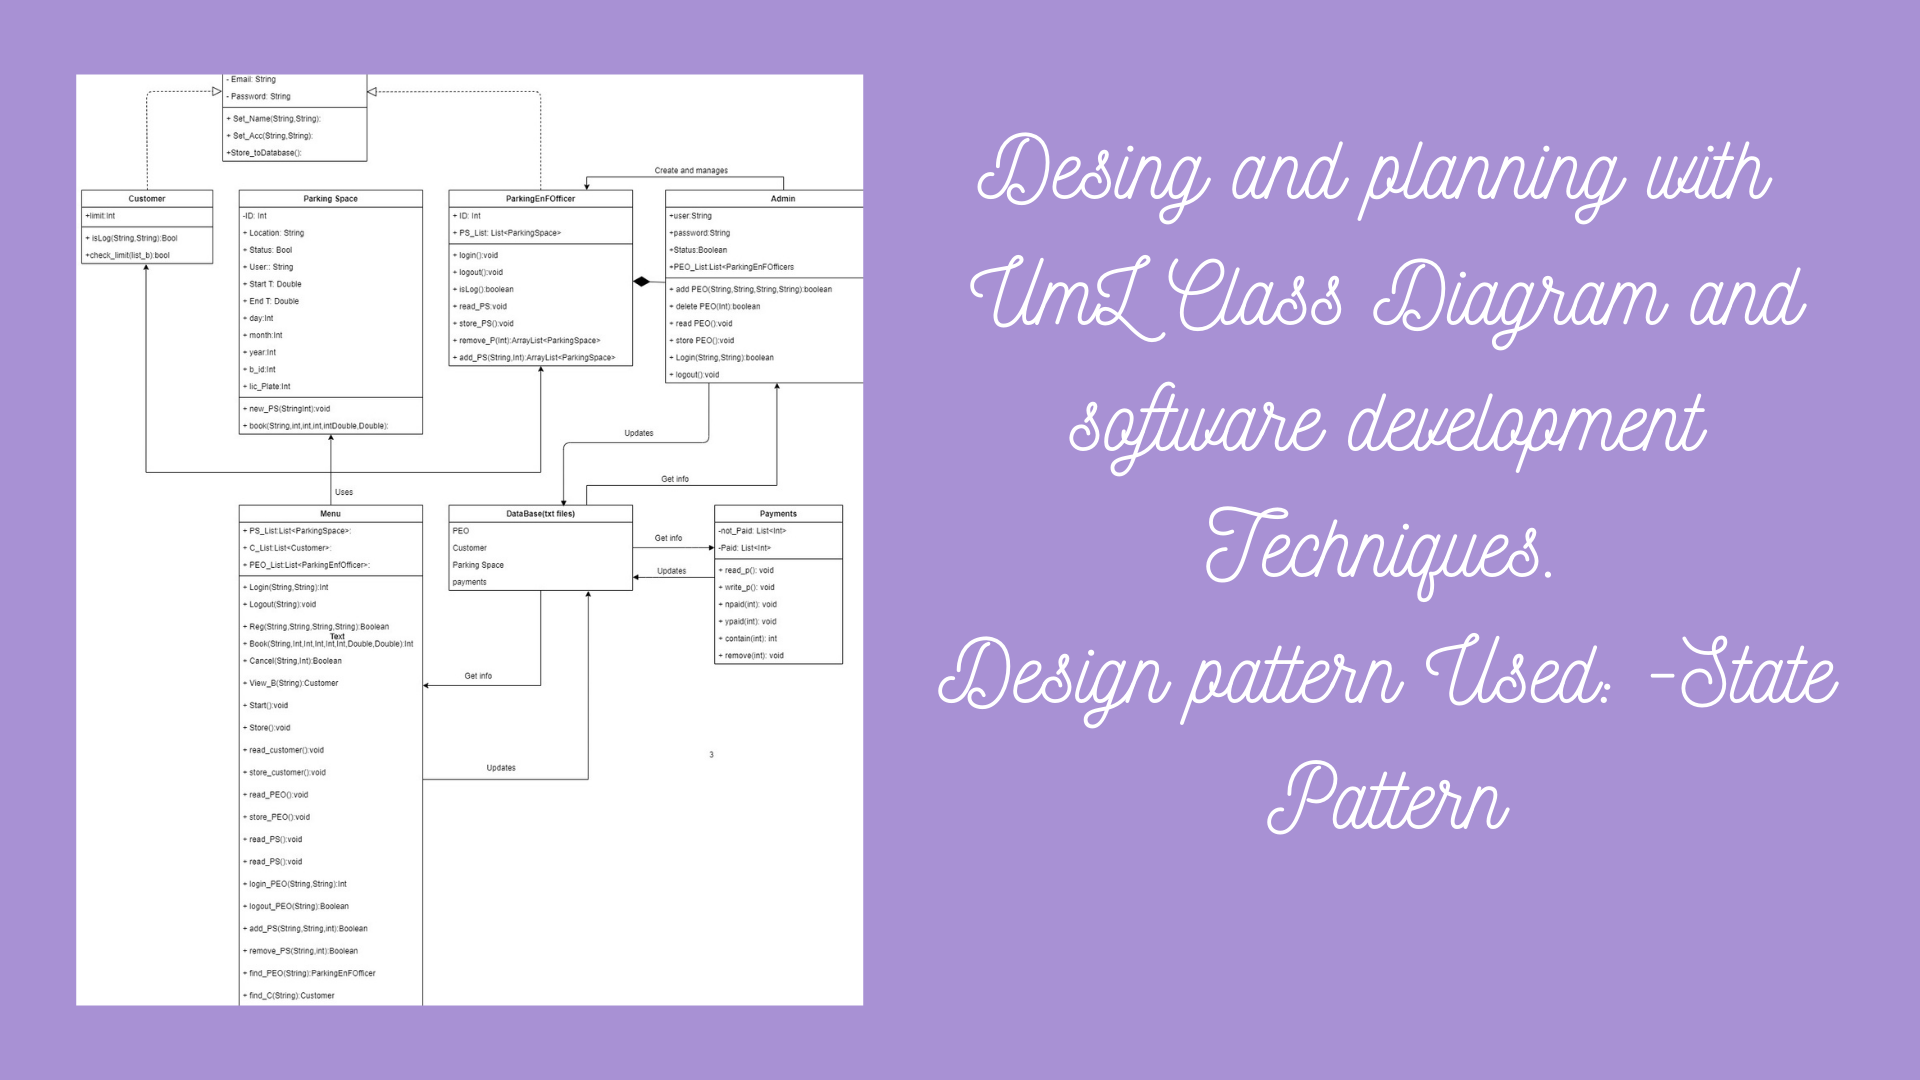 - Email: String
- Password: String
+ Set_Name(String,String):
+ Set_Acc(String,String):
+Store_toDatabase():
Create and manages
Customer
+limit:Int
+ isLog(String,String):Bool
+check_limit(list_b):bool
Parking Space
-ID: Int
+ Location: String
+ Status: Bool
+ User:: String
+ Start T: Double
+ End T: Double
+ day:Int
+ month:Int
+ year:Int
+ b_id:Int
+ lic_Plate:Int
+ new_PS(StringInt):void
+ book(String,int,int,int,intDouble,Double):
ParkingEnFOfficer
+ ID: Int
+ PS_List: List<ParkingSpace>
+ login():void
+ logout():void
+ isLog():boolean
+ read_PS:void
+ store_PS():void
+ remove_P(Int):ArrayList<ParkingSpace>
+ add_PS(String,Int):ArrayList<ParkingSpace>
Admin
+user:String
+password:String
+Status:Boolean
+PEO_List:List<ParkingEnFOfficers
+ add PEO(String,String,String,String):boolean
+ delete PEO(Int):boolean
+ read PEO():void
+ store PEO():void
+ Login(String,String):boolean
+ logout():void
Updates
Get info
Uses
Menu
+ PS_List:List<ParkingSpace>:
+ C_List:List<Customer>:
+ PEO_List:List<ParkingEnfOfficer>:
+ Login(String,String):Int
+ Logout(String):void
+ Reg(String,String,String,String):Boolean
Text
+ Book(String,Int,Int,Int,Int,Int,Double,Double):Int
+ Cancel(String,Int):Boolean
+ View_B(String):Customer
+ Start():void
+ Store():void
+ read_customer():void
+ store_customer():void
+ read_PEO():void
+ store_PEO():void
+ read_PS():void
+ read_PS():void
+ login_PEO(String,String):Int
+ logout_PEO(String):Boolean
+ add_PS(String,String,int):Boolean
+ remove_PS(String,int):Boolean
+ find_PEO(String):ParkingEnFOfficer
+ find_C(String):Customer
DataBase(txt files)
PEO
Customer
Parking Space
payments
Get info
Updates
Payments
-not_Paid: List<Int>
-Paid: List<Int>
+ read_p(): void
+ write_p(): void
+ npaid(int): void
+ ypaid(int): void
+ contain(int): int
+ remove(int): void
Get info
Updates
3
Desing and planning with
UmL Class Diagram and
software development
Techniques.
Design pattern Used: -State
Pattern